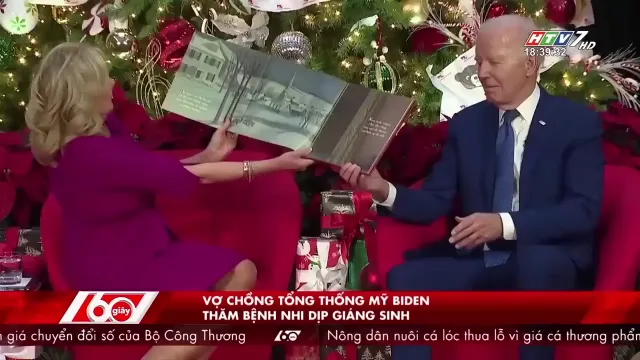 HTV7 HD
18:39:32
VỢ CHỒNG TỔNG THỐNG MỸ BIDEN
60 giây
THĂM BỆNH NHI DỊP GIÁNG SINH
n giá chuyển đổi số của Bộ Công Thương
Nông dân nuôi cá lóc thua lỗ vì giá cá thương phẩm